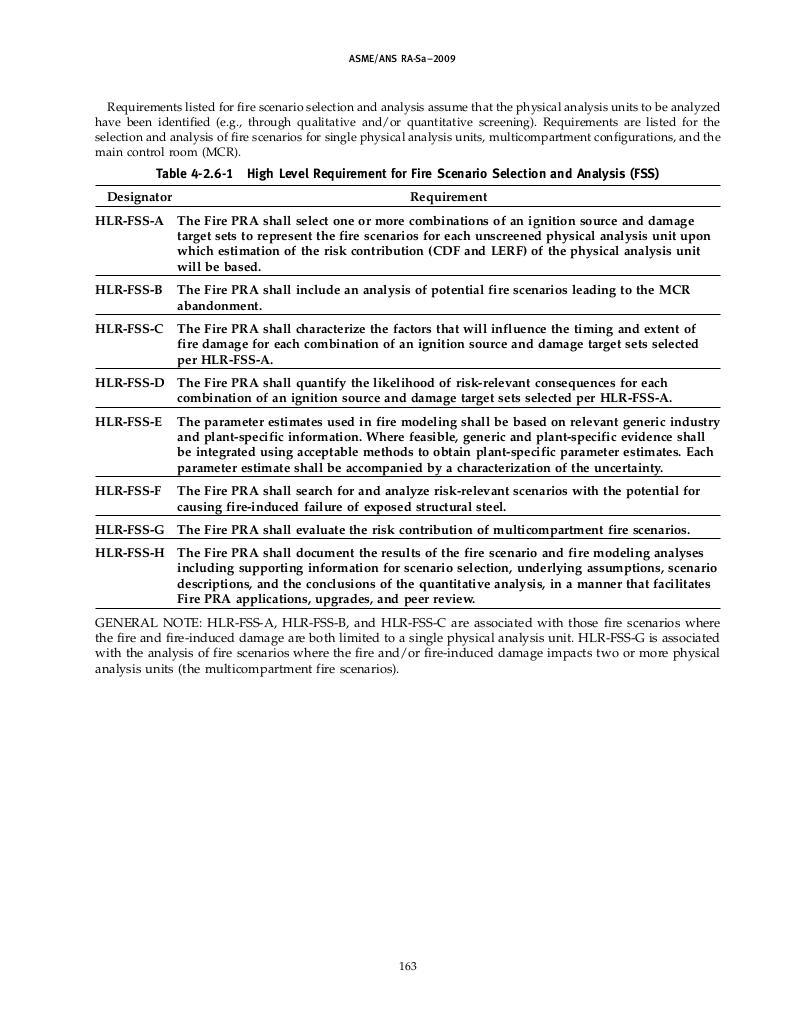 ASME/ANS RA-Sa–2009
Requirements listed for fire scenario selection and analysis assume that the physical analysis units to be analyzed
have been identified (e.g., through qualitative and/or quantitative screening). Requirements are listed for the
selection and analysis of fire scenarios for single physical analysis units, multicompartment configurations, and the
main control room (MCR).
Table 4-2.6-1 High Level Requirement for Fire Scenario Selection and Analysis (FSS)
Designator Requirement
HLR-FSS-A The Fire PRA shall select one or more combinations of an ignition source and damage
target sets to represent the fire scenarios for each unscreened physical analysis unit upon
which estimation of the risk contribution (CDF and LERF) of the physical analysis unit
will be based.
HLR-FSS-B The Fire PRA shall include an analysis of potential fire scenarios leading to the MCR
abandonment.
HLR-FSS-C The Fire PRA shall characterize the factors that will influence the timing and extent of
fire damage for each combination of an ignition source and damage target sets selected
per HLR-FSS-A.
HLR-FSS-D The Fire PRA shall quantify the likelihood of risk-relevant consequences for each
combination of an ignition source and damage target sets selected per HLR-FSS-A.
HLR-FSS-E The parameter estimates used in fire modeling shall be based on relevant generic industry
and plant-specific information. Where feasible, generic and plant-specific evidence shall
be integrated using acceptable methods to obtain plant-specific parameter estimates. Each
parameter estimate shall be accompanied by a characterization of the uncertainty.
HLR-FSS-F The Fire PRA shall search for and analyze risk-relevant scenarios with the potential for
causing fire-induced failure of exposed structural steel.
HLR-FSS-G The Fire PRA shall evaluate the risk contribution of multicompartment fire scenarios.
HLR-FSS-H The Fire PRA shall document the results of the fire scenario and fire modeling analyses
including supporting information for scenario selection, underlying assumptions, scenario
descriptions, and the conclusions of the quantitative analysis, in a manner that facilitates
Fire PRA applications, upgrades, and peer review.
GENERAL NOTE: HLR-FSS-A, HLR-FSS-B, and HLR-FSS-C are associated with those fire scenarios where
the fire and fire-induced damage are both limited to a single physical analysis unit. HLR-FSS-G is associated
with the analysis of fire scenarios where the fire and/or fire-induced damage impacts two or more physical
analysis units (the multicompartment fire scenarios).
163